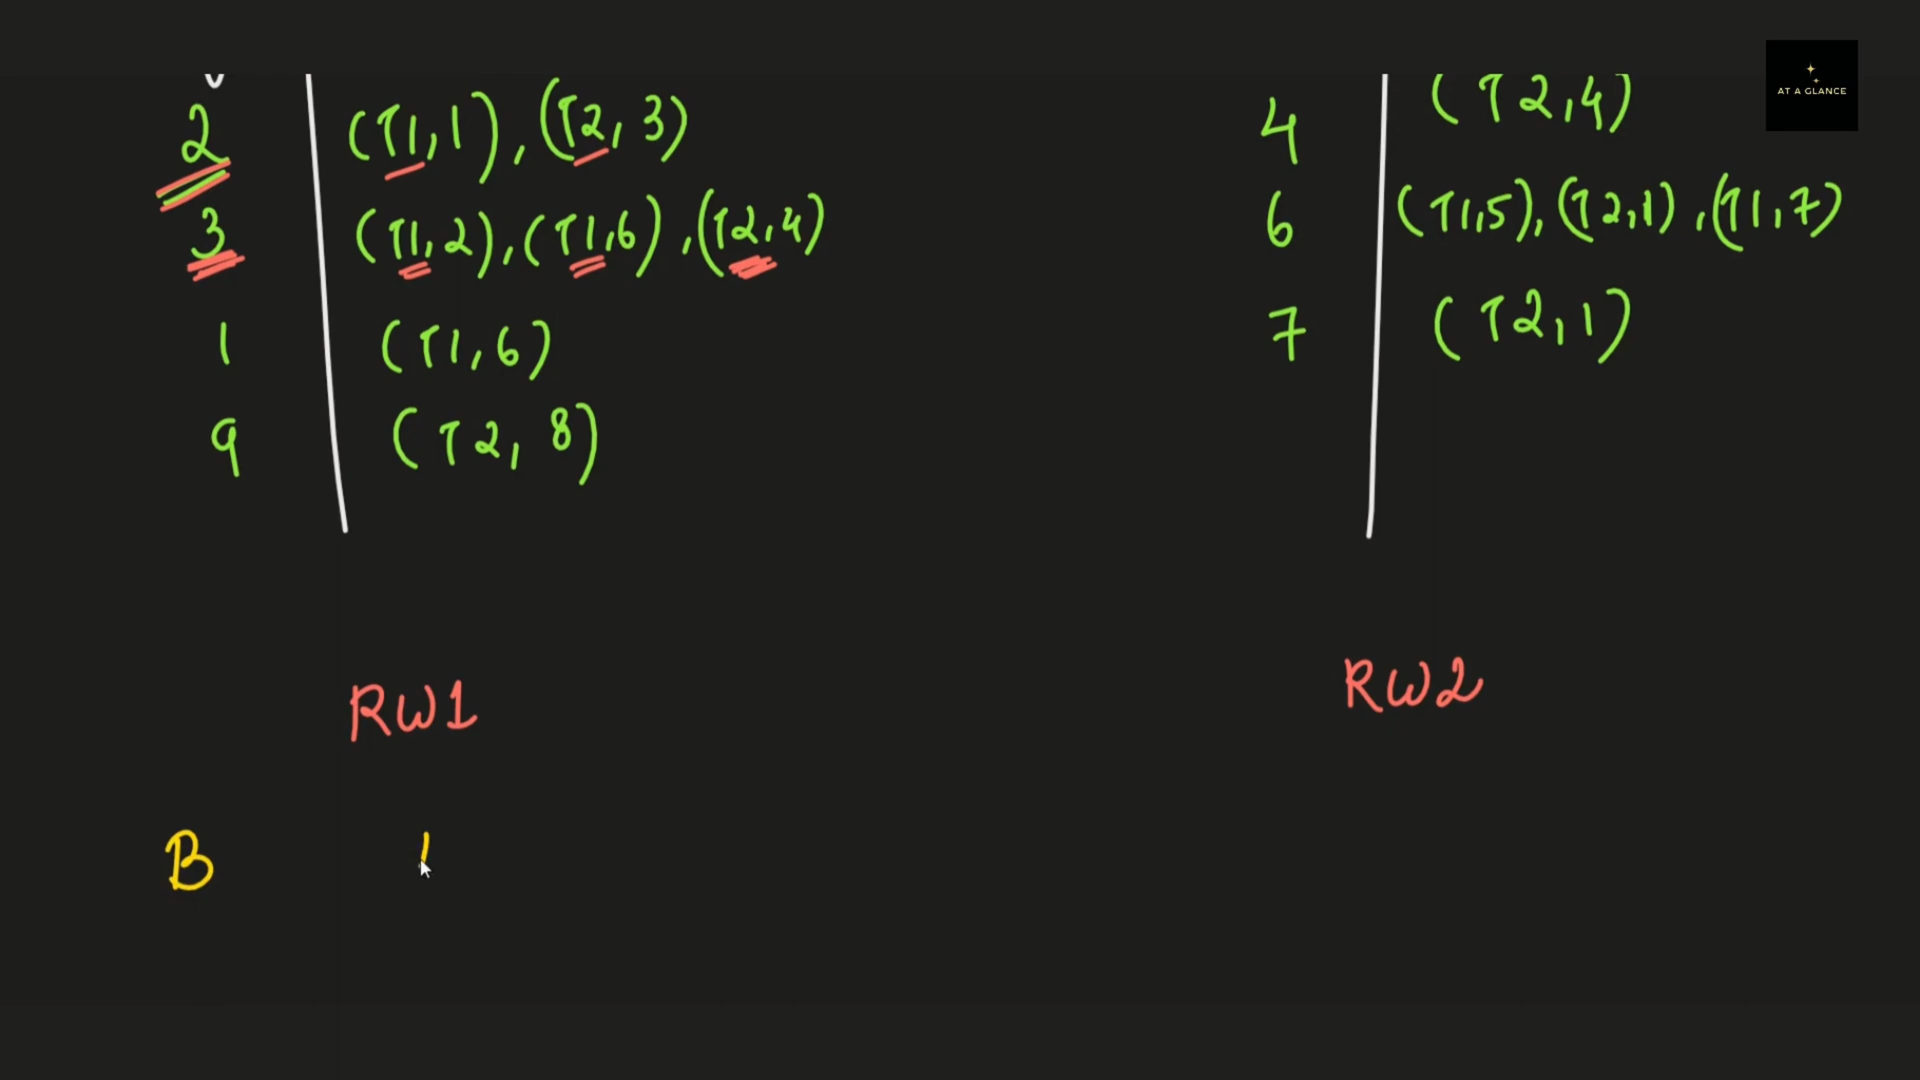 2 (T1,1), (T2,3)
3 (T1,2), (T1,6), (T2,4)
1 (T1,6)
9 (T2,8)
4 (T2,4)
6 (T1,5), (T2,1), (T1,7)
7 (T2,1)
AT A GLANCE
RW1
RW2
B